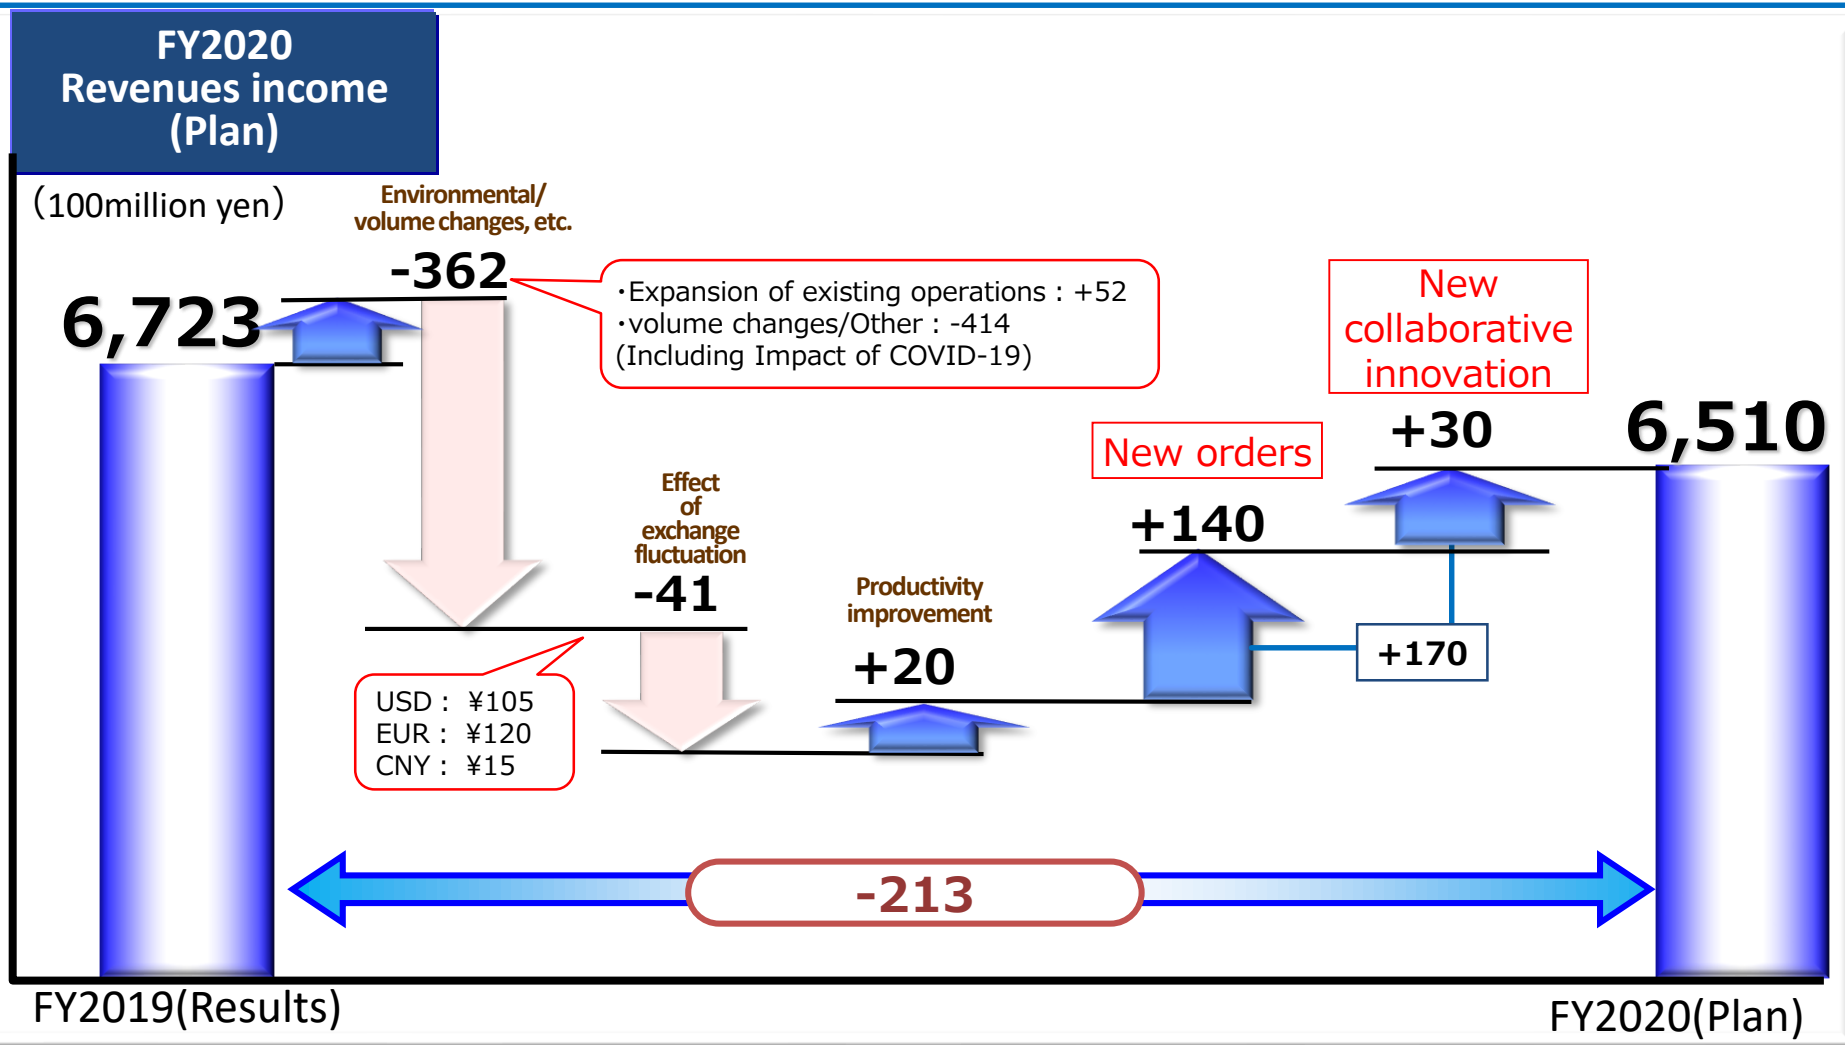 FY2020
Revenues income
(Plan)
（100million yen）
Environmental/
volume changes, etc.
-362
6,723
・Expansion of existing operations : +52
・volume changes/Other : -414
(Including Impact of COVID-19)
New
collaborative
innovation
+30
6,510
New orders
+140
Effect
of
exchange
fluctuation
-41
Productivity
improvement
+20
+170
USD : ¥105
EUR : ¥120
CNY : ¥15
-213
FY2019(Results)
FY2020(Plan)